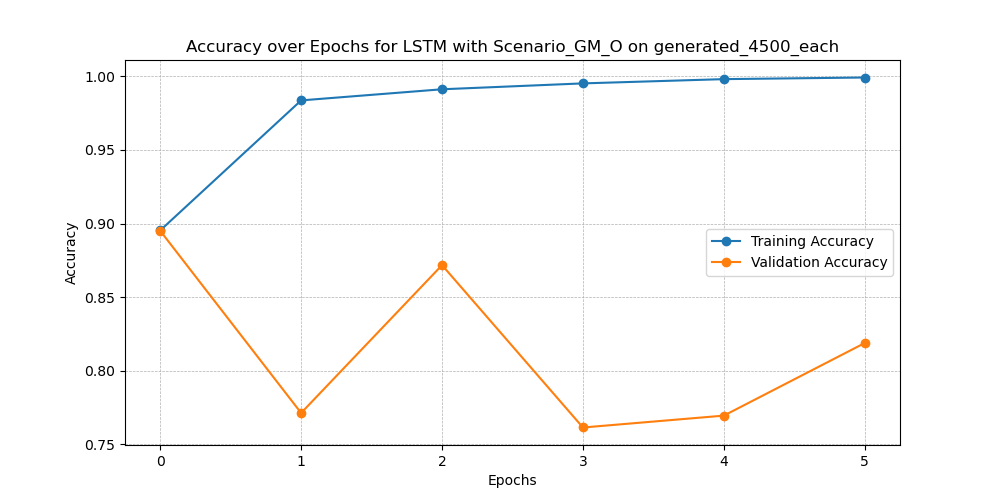 Accuracy over Epochs for LSTM with Scenario_GM_O on generated_4500_each
1.00
0.95
0.90
0.85
0.80
0.75
Accuracy
Training Accuracy
Validation Accuracy
0 1 2 3 4 5
Epochs